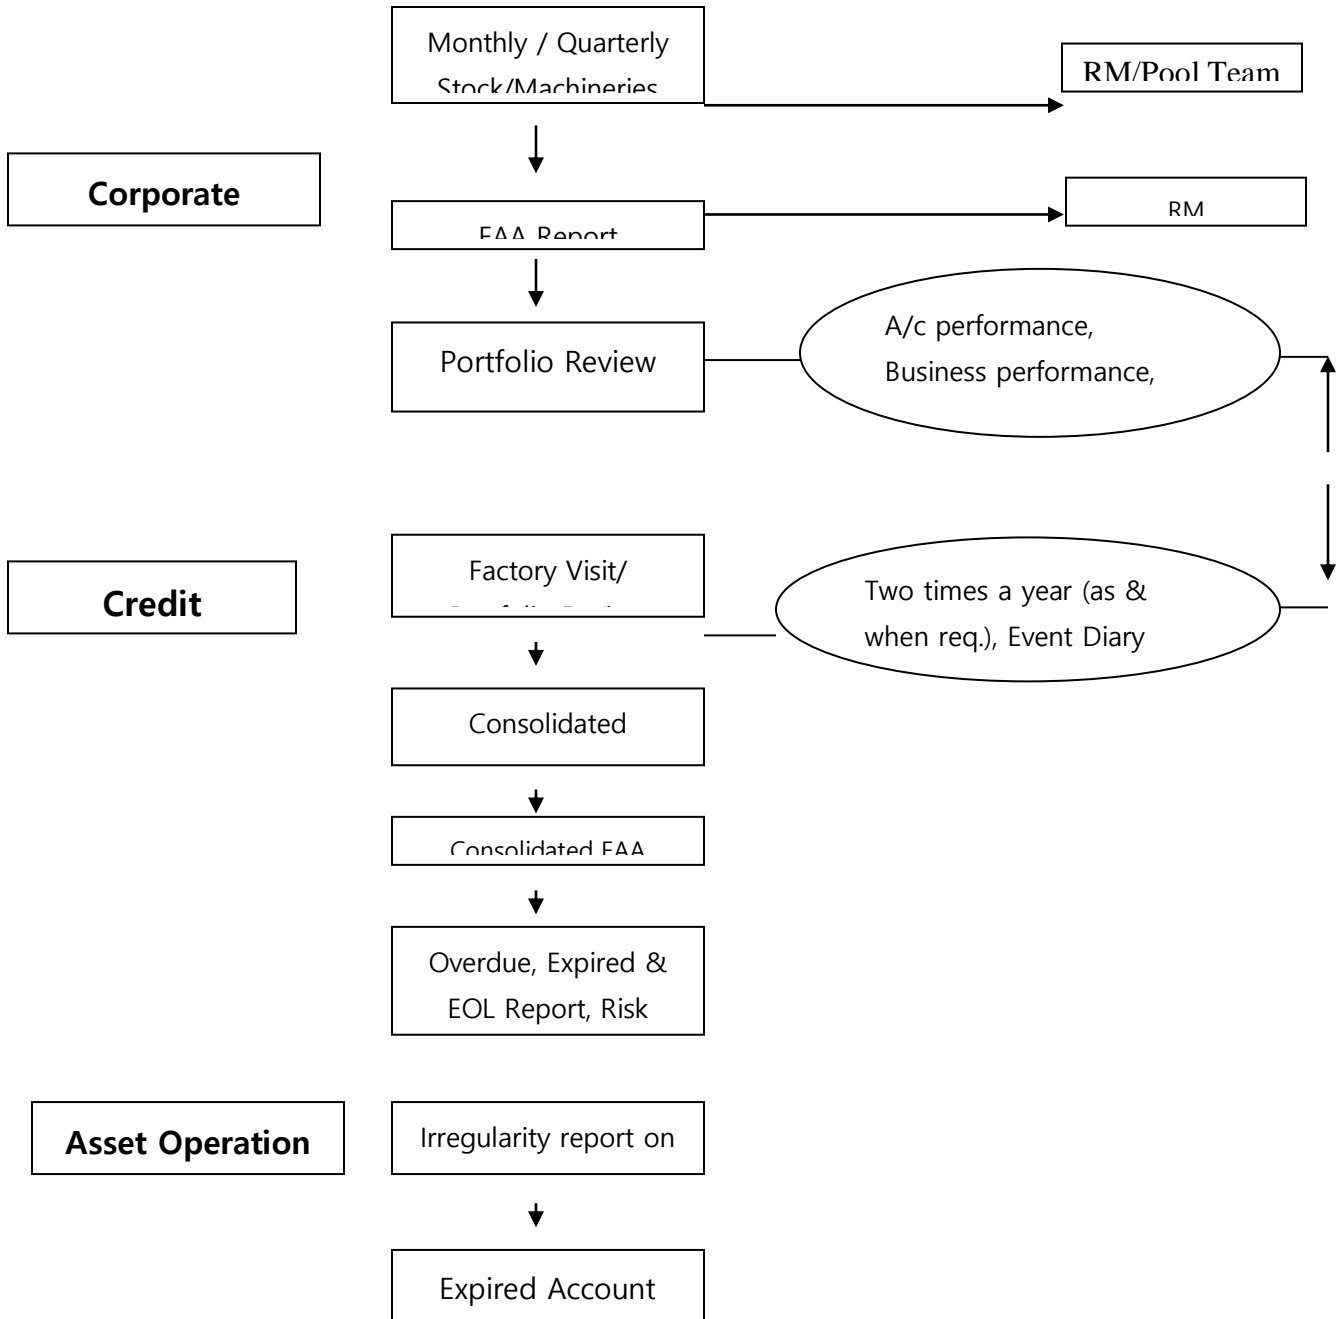 Monthly / Quarterly
Stock/Machineries
RM/Pool Team
Corporate
EAA Report
RM
Portfolio Review
A/c performance,
Business performance,
Credit
Factory Visit/
Two times a year (as &
when req.), Event Diary
Consolidated
Consolidated EAA
Overdue, Expired &
EOL Report, Risk
Asset Operation
Irregularity report on
Expired Account